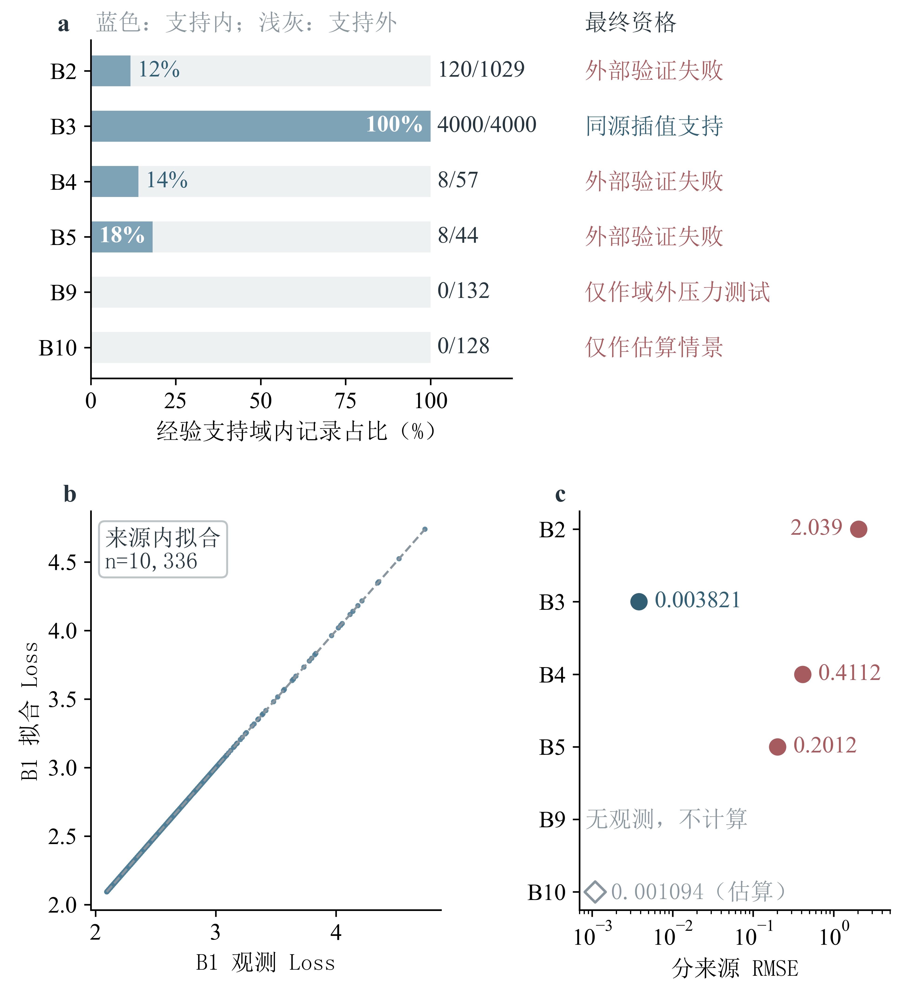 a 蓝色：支持内；浅灰：支持外 最终资格
B2 12% 120/1029 外部验证失败
B3 100% 4000/4000 同源插值支持
B4 14% 8/57 外部验证失败
B5 18% 8/44 外部验证失败
B9 0/132 仅作域外压力测试
B10 0/128 仅作估算情景
0 25 50 75 100
经验支持域内记录占比（%）
b
来源内拟合
n=10,336
4.5
4.0
3.5
3.0
2.5
2.0
B1 拟合 Loss
2 3 4
B1 观测 Loss
c
B2 2.039
B3 0.003821
B4 0.4112
B5 0.2012
B9 无观测，不计算
B10 0.001094（估算）
10⁻³ 10⁻² 10⁻¹ 10⁰
分来源 RMSE